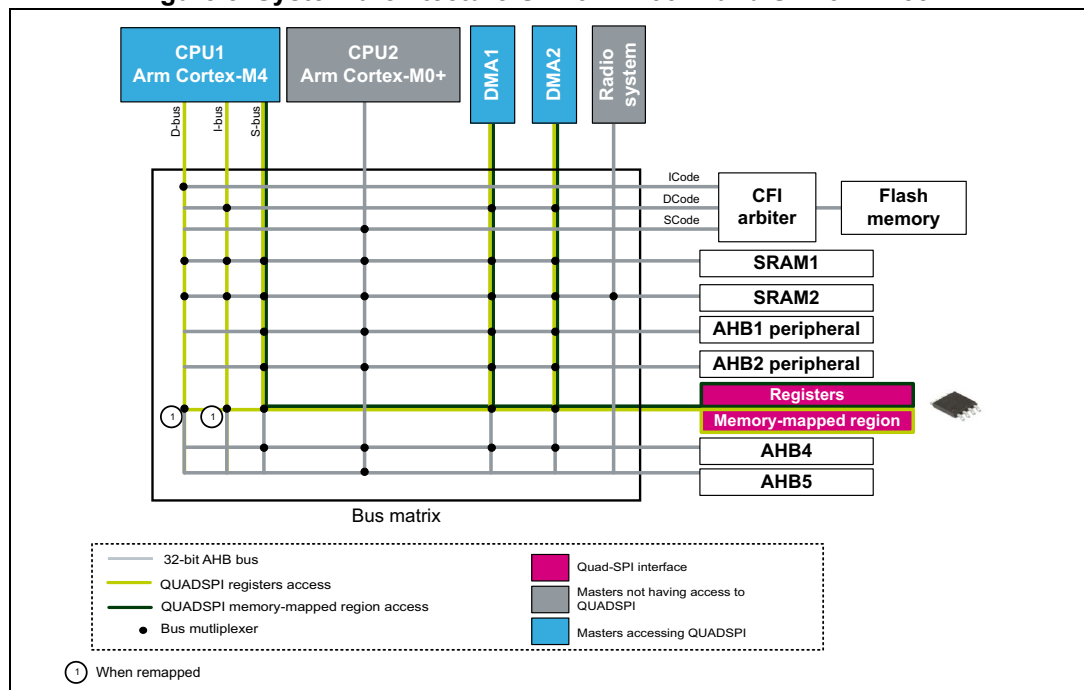 CPU1
Arm Cortex-M4
CPU2
Arm Cortex-M0+
DMA1
DMA2
Radio
system
D-bus
I-bus
S-bus
ICode
DCode
SCode
CFI
arbiter
Flash
memory
SRAM1
SRAM2
AHB1 peripheral
AHB2 peripheral
Registers
1
1
Memory-mapped region
AHB4
AHB5
Bus matrix
32-bit AHB bus
QUADSPI registers access
QUADSPI memory-mapped region access
Bus mutliplexer
Quad-SPI interface
Masters not having access to
QUADSPI
Masters accessing QUADSPI
1 When remapped